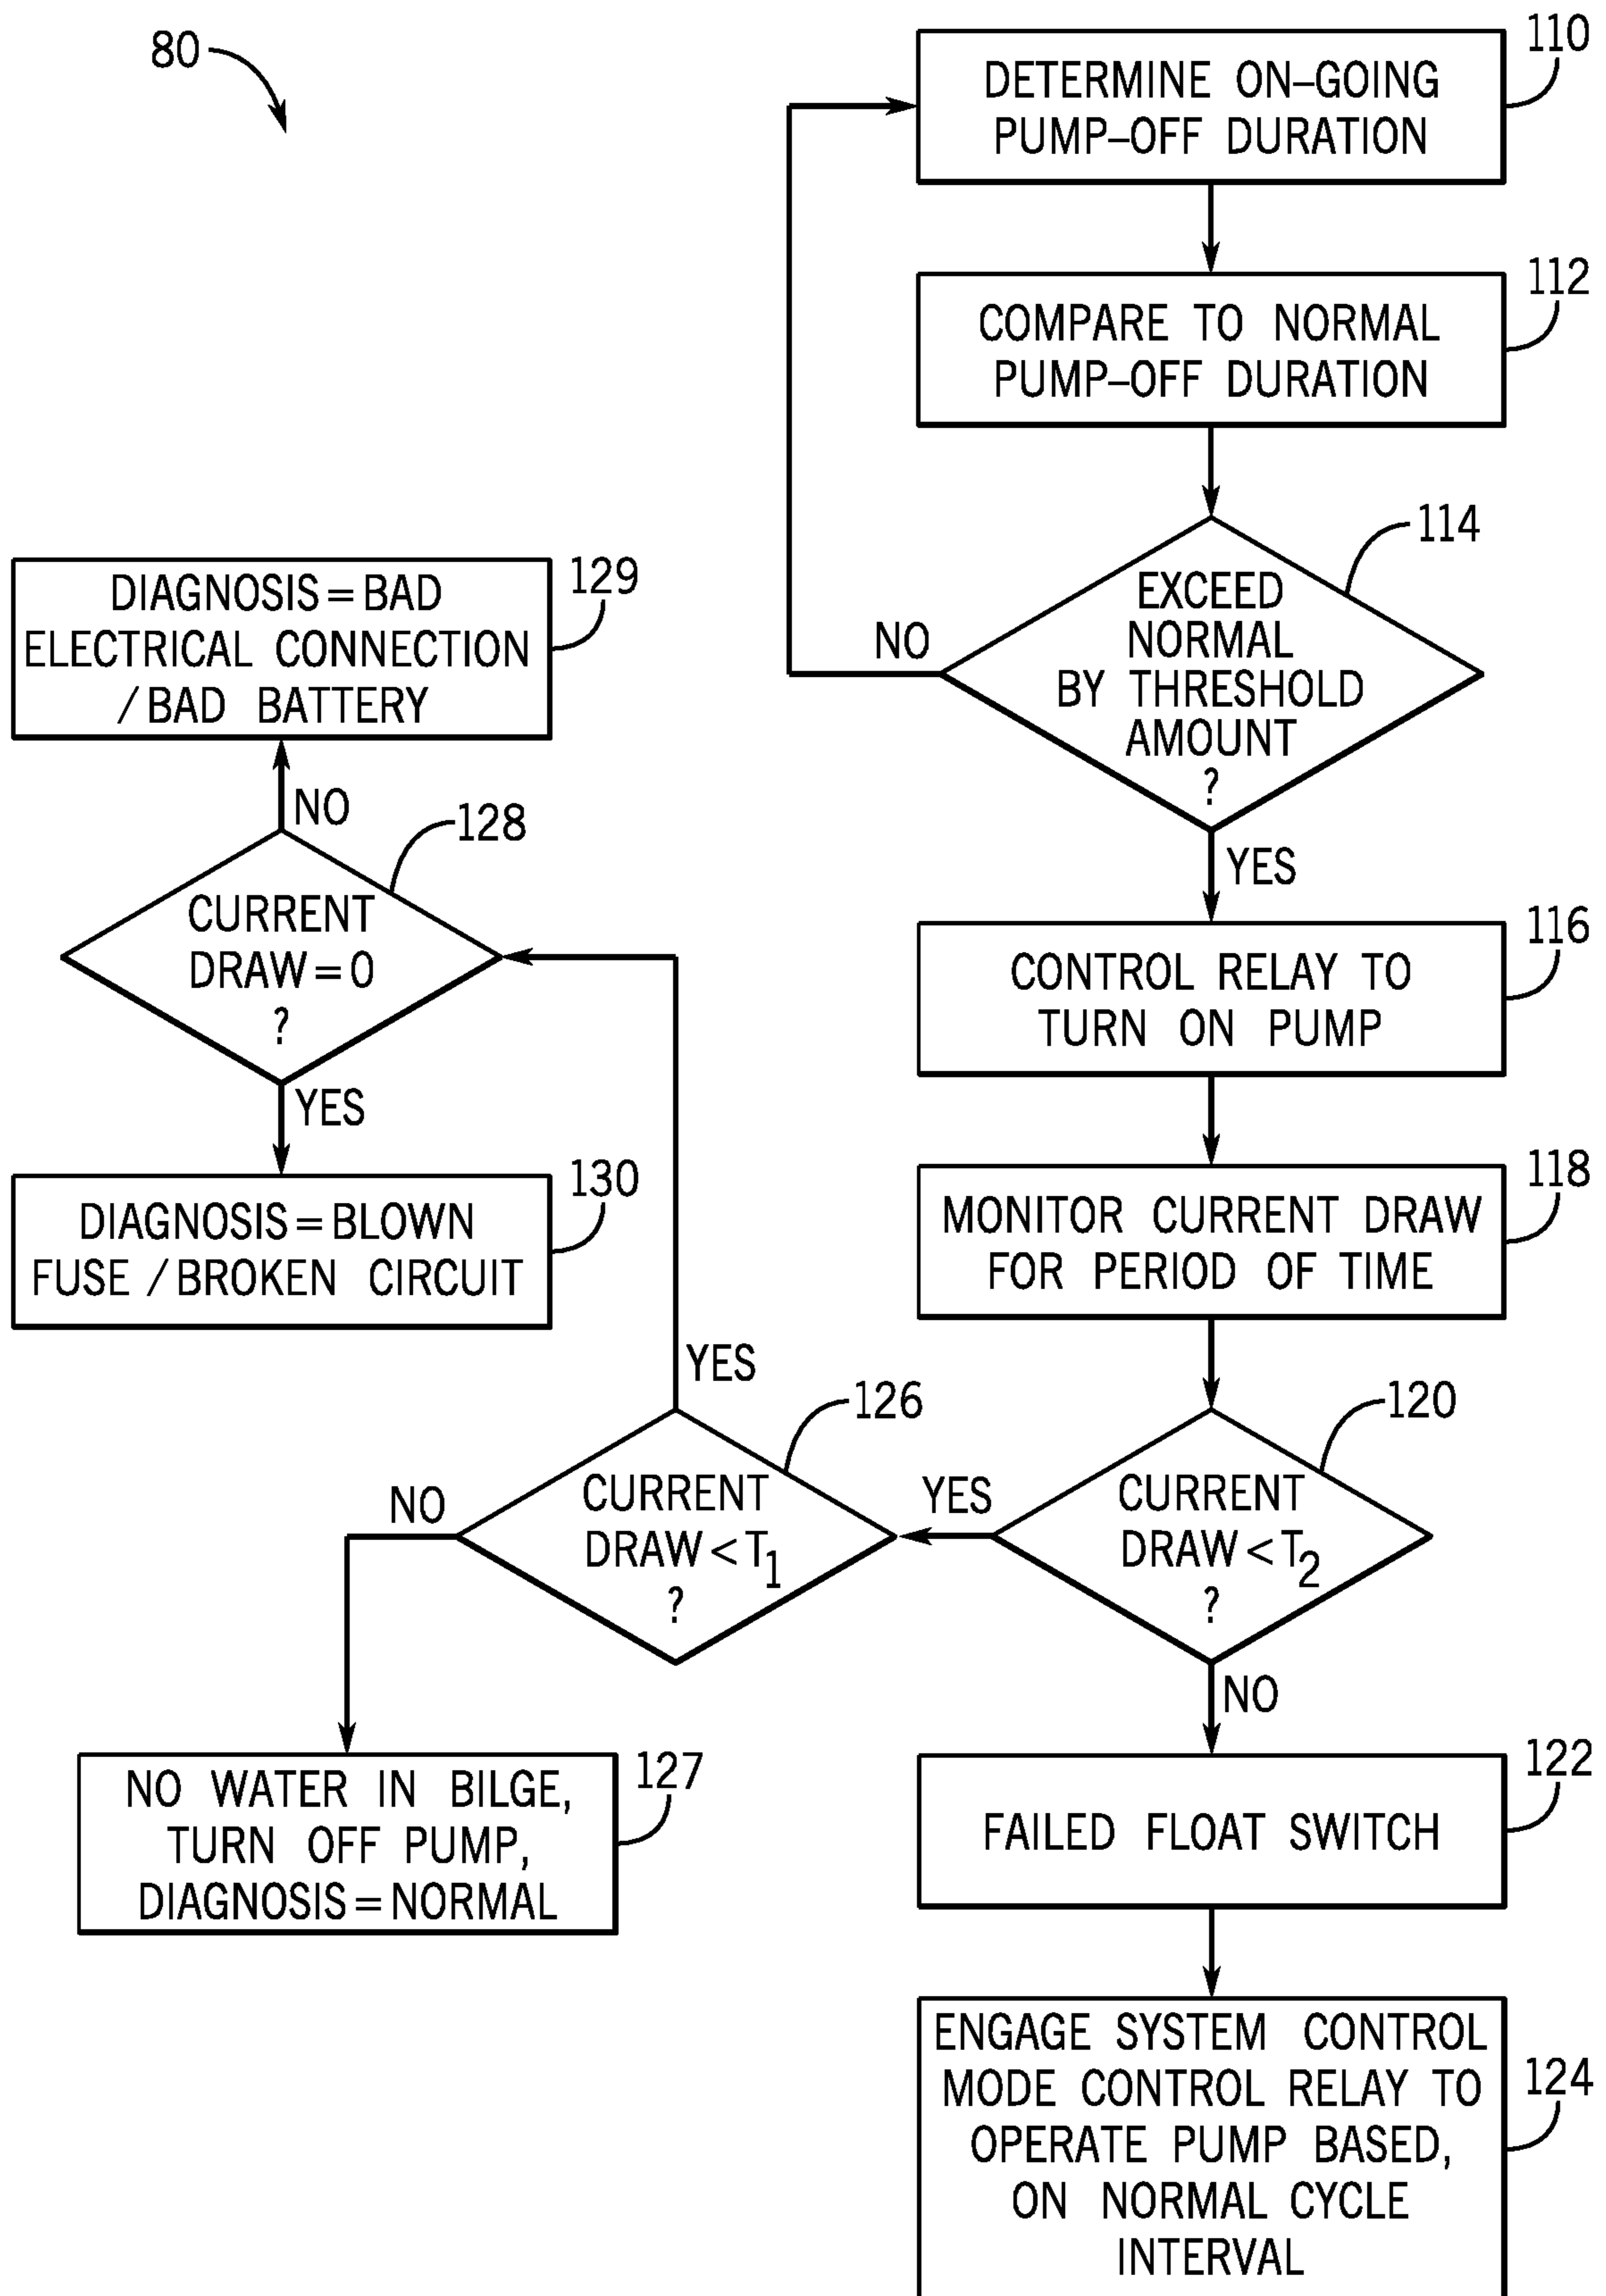 80
110
DETERMINE ON–GOING
PUMP–OFF DURATION
112
COMPARE TO NORMAL
PUMP–OFF DURATION
114
EXCEED
NORMAL
BY THRESHOLD
AMOUNT
?
NO
YES
116
CONTROL RELAY TO
TURN ON PUMP
118
MONITOR CURRENT DRAW
FOR PERIOD OF TIME
120
CURRENT
DRAW < T2
?
YES
NO
122
FAILED FLOAT SWITCH
124
ENGAGE SYSTEM CONTROL
MODE CONTROL RELAY TO
OPERATE PUMP BASED,
ON NORMAL CYCLE
INTERVAL
126
CURRENT
DRAW < T1
?
NO
YES
127
NO WATER IN BILGE,
TURN OFF PUMP,
DIAGNOSIS = NORMAL
128
CURRENT
DRAW = 0
?
NO
YES
129
DIAGNOSIS = BAD
ELECTRICAL CONNECTION
/ BAD BATTERY
130
DIAGNOSIS = BLOWN
FUSE / BROKEN CIRCUIT